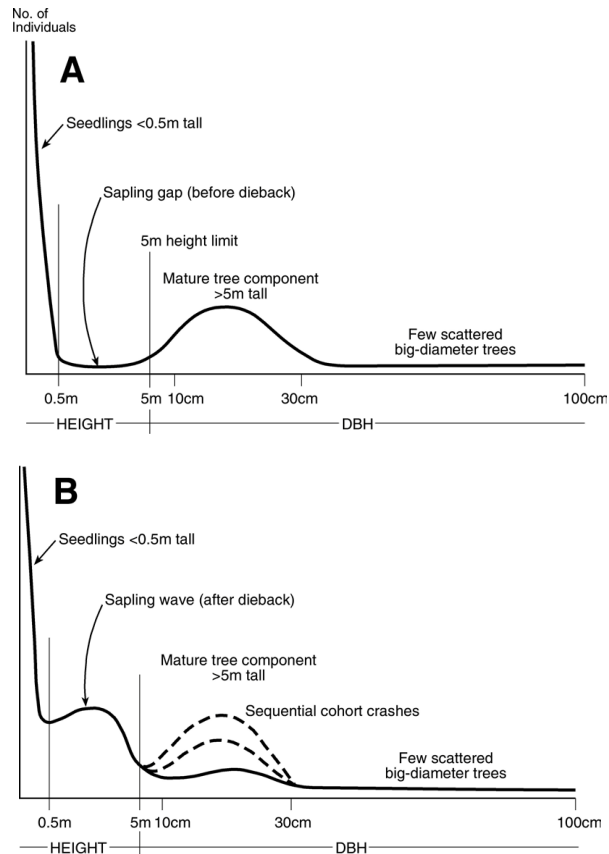 No. of
Individuals
A
Seedlings <0.5m tall
Sapling gap (before dieback)
5m height limit
Mature tree component
>5m tall
Few scattered
big-diameter trees
0.5m 5m 10cm 30cm 100cm
HEIGHT DBH
B
Seedlings <0.5m tall
Sapling wave (after dieback)
Mature tree component
>5m tall
Sequential cohort crashes
Few scattered
big-diameter trees
0.5m 5m 10cm 30cm 100cm
HEIGHT DBH